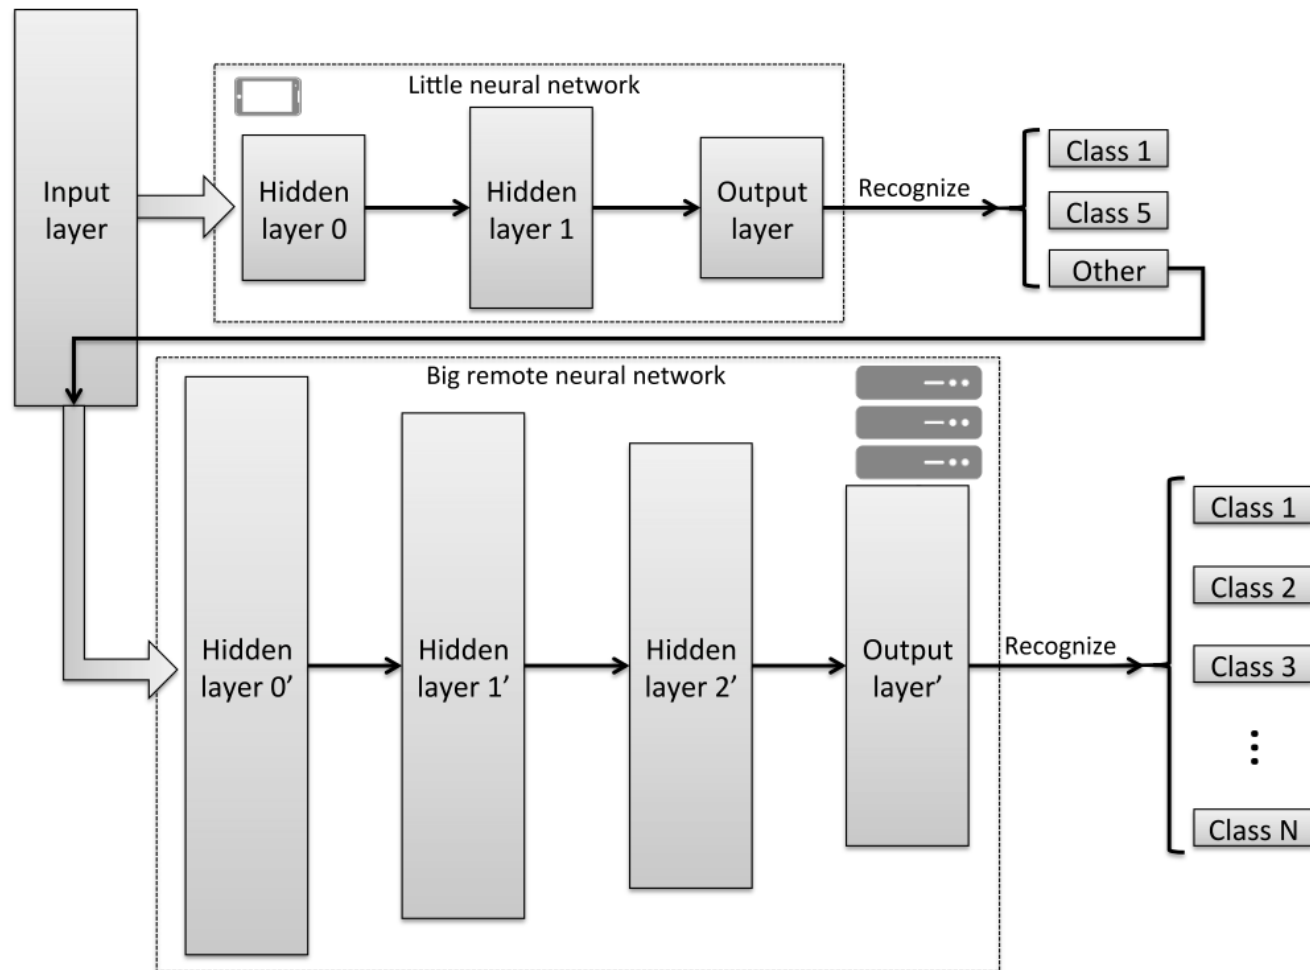 Little neural network
Input
layer
Hidden
layer 0
Hidden
layer 1
Output
layer
Recognize
Class 1
Class 5
Other
Big remote neural network
Hidden
layer 0’
Hidden
layer 1’
Hidden
layer 2’
Output
layer’
Recognize
Class 1
Class 2
Class 3
⋮
Class N